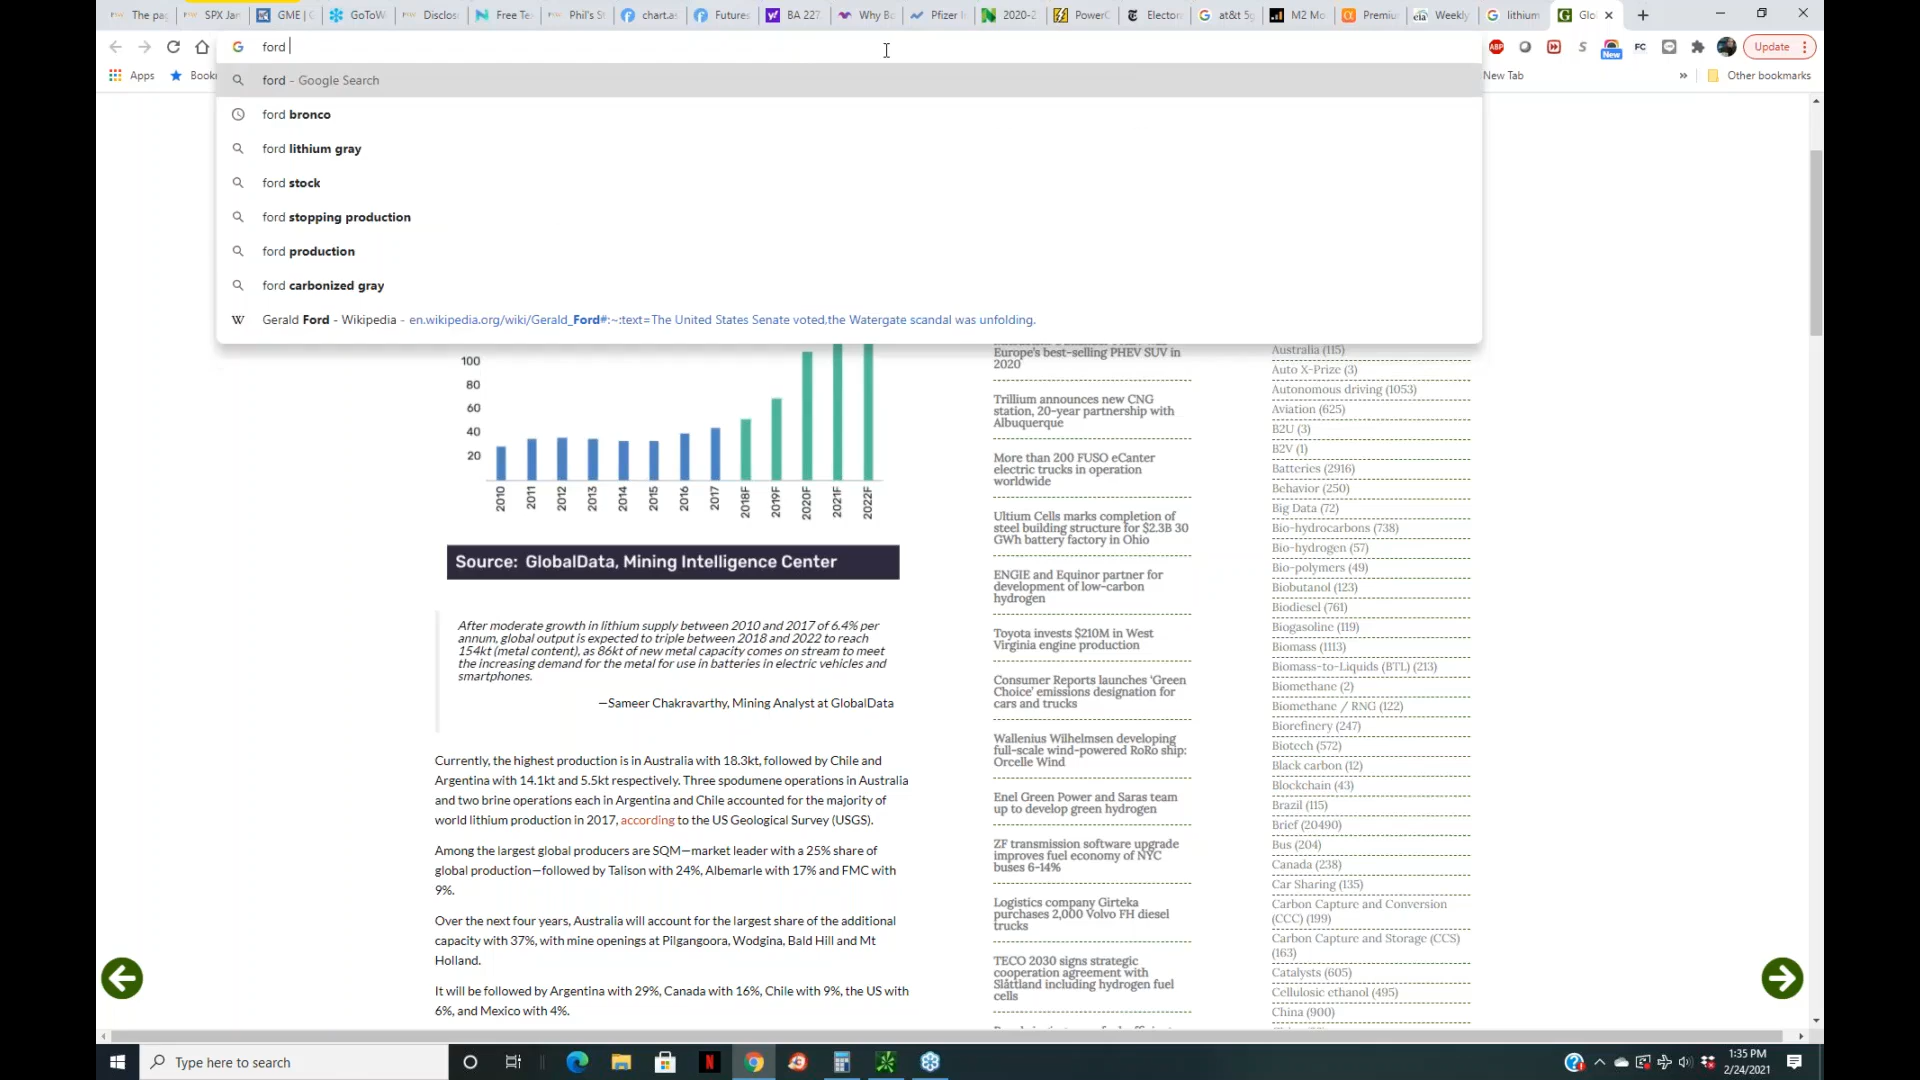 The pag
SPX Jan
GME | G
GoToW
Disclos
Free Te
Phil's St
chart.as
Futures
BA 227
Why Bo
Pfizer
2020-2
PowerC
Electon
at&t 5g
M2 Mo
Premiu
Weekly
lithium
Glo
ford
Update
ford - Google Search
Apps
Bookm
New Tab
Other bookmarks
ford bronco
ford lithium gray
ford stock
ford stopping production
ford production
ford carbonized gray
Gerald Ford - Wikipedia - en.wikipedia.org/wiki/Gerald_Ford#:~:text=The United States Senate voted,the Watergate scandal was unfolding.
100
80
60
40
20
2010
2011
2012
2013
2014
2015
2016
2017
2018F
2019F
2020F
2021F
2022F
Source: GlobalData, Mining Intelligence Center
After moderate growth in lithium supply between 2010 and 2017 of 6.4% per
annum, global output is expected to triple between 2018 and 2022 to reach
154kt (metal content), as 86kt of new metal capacity comes on stream to meet
the increasing demand for the metal for use in batteries in electric vehicles and
smartphones.
—Sameer Chakravarthy, Mining Analyst at GlobalData
Currently, the highest production is in Australia with 18.3kt, followed by Chile and
Argentina with 14.1kt and 5.5kt respectively. Three spodumene operations in Australia
and two brine operations each in Argentina and Chile accounted for the majority of
world lithium production in 2017, according to the US Geological Survey (USGS).
Among the largest global producers are SQM—market leader with a 25% share of
global production—followed by Talison with 24%, Albemarle with 17% and FMC with
9%.
Over the next four years, Australia will account for the largest share of the additional
capacity with 37%, with mine openings at Pilgangoora, Wodgina, Bald Hill and Mt
Holland.
It will be followed by Argentina with 29%, Canada with 16%, Chile with 9%, the US with
6%, and Mexico with 4%.
Europe's best-selling PHEV SUV in
2020
Trillium announces new CNG
station, 20-year partnership with
Albuquerque
More than 200 FUSO eCanter
electric trucks in operation
worldwide
Ultium Cells marks completion of
steel building structure for $2.3B 30
GWh battery factory in Ohio
ENGIE and Equinor partner for
development of low-carbon
hydrogen
Toyota invests $210M in West
Virginia engine production
Consumer Reports launches 'Green
Choice' emissions designation for
cars and trucks
Wallenius Wilhelmsen developing
full-scale wind-powered RoRo ship:
Orcelle Wind
Enel Green Power and Saras team
up to develop green hydrogen
ZF transmission software upgrade
improves fuel economy of NYC
buses 6-14%
Logistics company Girteka
purchases 2,000 Volvo FH diesel
trucks
TECO 2030 signs strategic
cooperation agreement with
Slåttland including hydrogen fuel
cells
Australia (115)
Auto X-Prize (3)
Autonomous driving (1053)
Aviation (625)
B2U (3)
B2V (1)
Batteries (2916)
Behavior (250)
Big Data (72)
Bio-hydrocarbons (738)
Bio-hydrogen (57)
Bio-polymers (49)
Biobutanol (123)
Biodiesel (761)
Biogasoline (119)
Biomass (1113)
Biomass-to-Liquids (BTL) (213)
Biomethane (2)
Biomethane / RNG (122)
Biorefinery (247)
Biotech (572)
Black carbon (12)
Blockchain (43)
Brazil (115)
Brief (20490)
Bus (204)
Canada (238)
Car Sharing (135)
Carbon Capture and Conversion
(CCC) (199)
Carbon Capture and Storage (CCS)
(163)
Catalysts (605)
Cellulosic ethanol (495)
China (900)
Type here to search
1:35 PM
2/24/2021